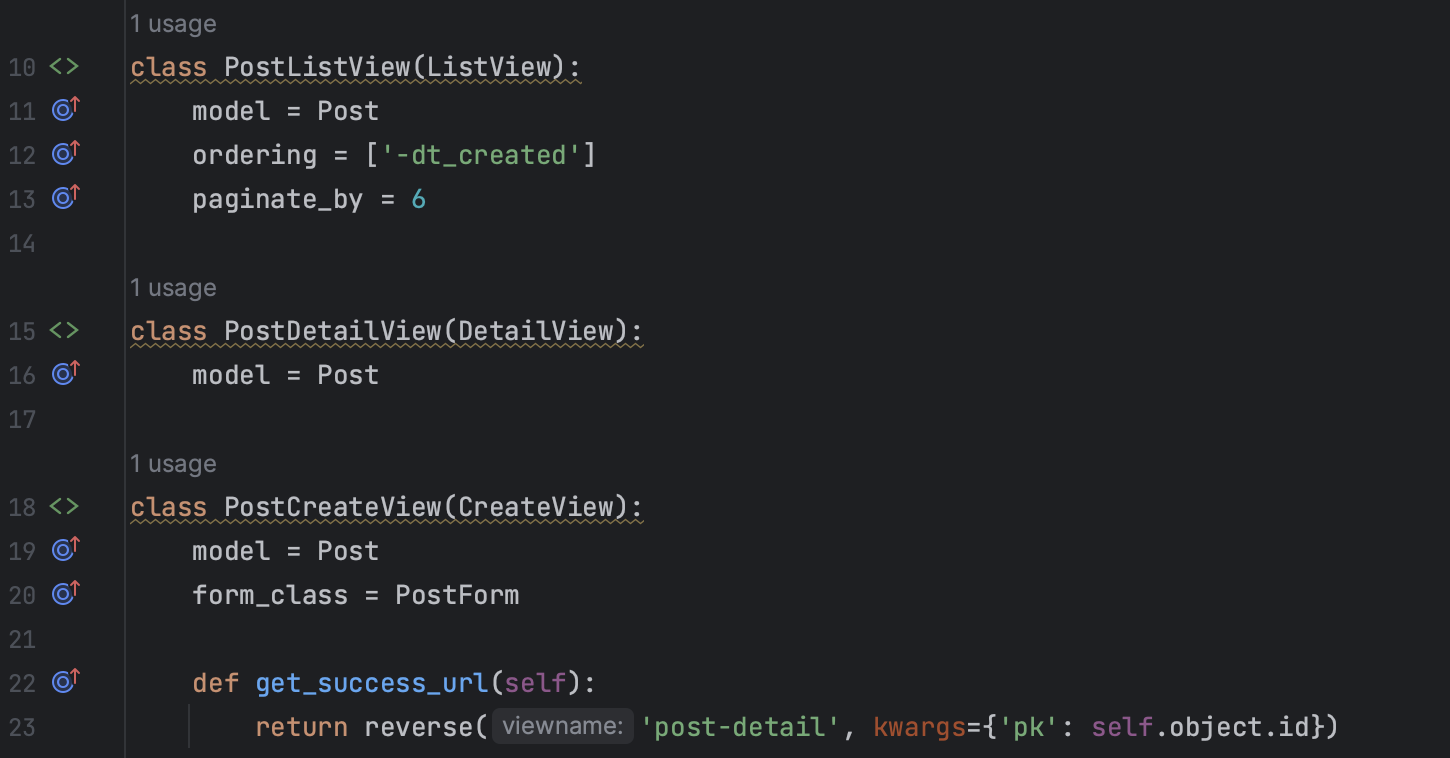 1 usage
10 <> class PostListView(ListView):
11 model = Post
12 ordering = ['-dt_created']
13 paginate_by = 6
14
1 usage
15 <> class PostDetailView(DetailView):
16 model = Post
17
1 usage
18 <> class PostCreateView(CreateView):
19 model = Post
20 form_class = PostForm
21
22 def get_success_url(self):
23 return reverse( viewname: 'post-detail', kwargs={'pk': self.object.id})